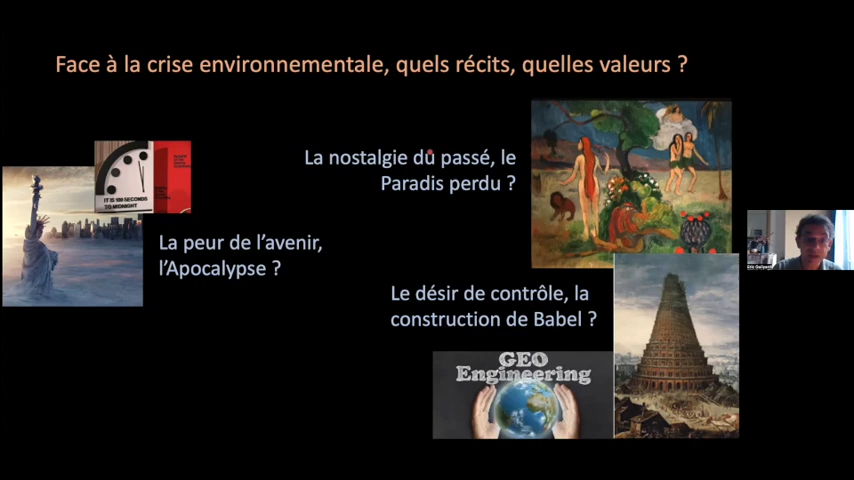 Face à la crise environnementale, quels récits, quelles valeurs ?
La nostalgie du passé, le
Paradis perdu ?
IT IS 100 SECONDS
TO MIDNIGHT
La peur de l'avenir,
l'Apocalypse ?
Le désir de contrôle, la
construction de Babel ?
GEO
Engineering